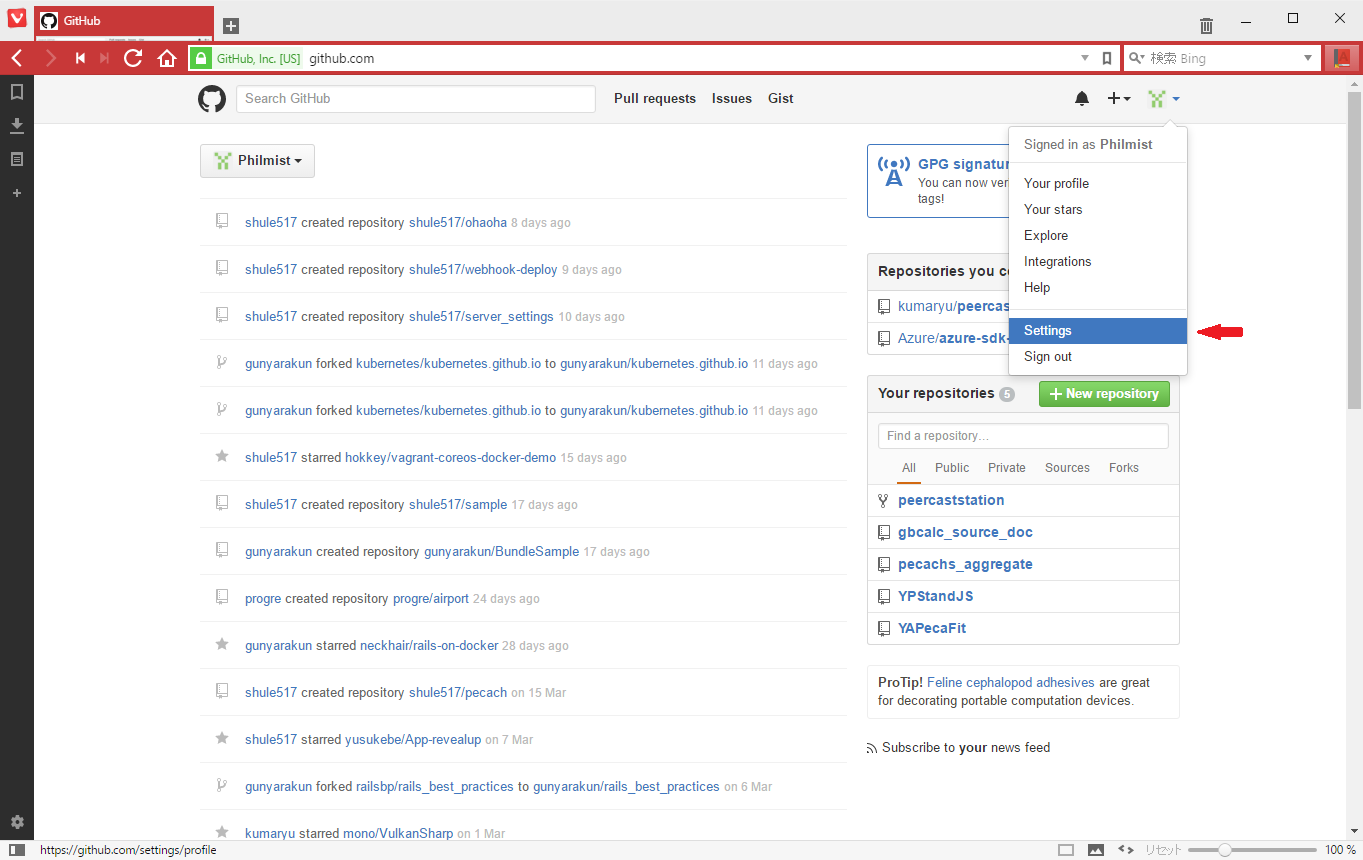 GitHub
GitHub, Inc. [US] github.com
検索 Bing
Search GitHub
Pull requests Issues Gist
Philmist
shule517 created repository shule517/ohaoha 8 days ago
shule517 created repository shule517/webhook-deploy 9 days ago
shule517 created repository shule517/server_settings 10 days ago
gunyarakun forked kubernetes/kubernetes.github.io to gunyarakun/kubernetes.github.io 11 days ago
gunyarakun forked kubernetes/kubernetes.github.io to gunyarakun/kubernetes.github.io 11 days ago
shule517 starred hokkey/vagrant-coreos-docker-demo 15 days ago
shule517 created repository shule517/sample 17 days ago
gunyarakun created repository gunyarakun/BundleSample 17 days ago
progre created repository progre/airport 24 days ago
gunyarakun starred neckhair/rails-on-docker 28 days ago
shule517 created repository shule517/pecach on 15 Mar
shule517 starred yusukebe/App-revealup on 7 Mar
gunyarakun forked railsbp/rails_best_practices to gunyarakun/rails_best_practices on 6 Mar
kumaryu starred mono/VulkanSharp on 1 Mar
GPG signatur
You can now ver
tags!
Signed in as Philmist
Your profile
Your stars
Explore
Integrations
Help
Settings
Sign out
Repositories you c
kumaryu/peercas
Azure/azure-sdk-
Your repositories 5
New repository
Find a repository…
All Public Private Sources Forks
peercaststation
gbcalc_source_doc
pecachs_aggregate
YPStandJS
YAPecaFit
ProTip! Feline cephalopod adhesives are great
for decorating portable computation devices.
Subscribe to your news feed
https://github.com/settings/profile
リセット
100 %